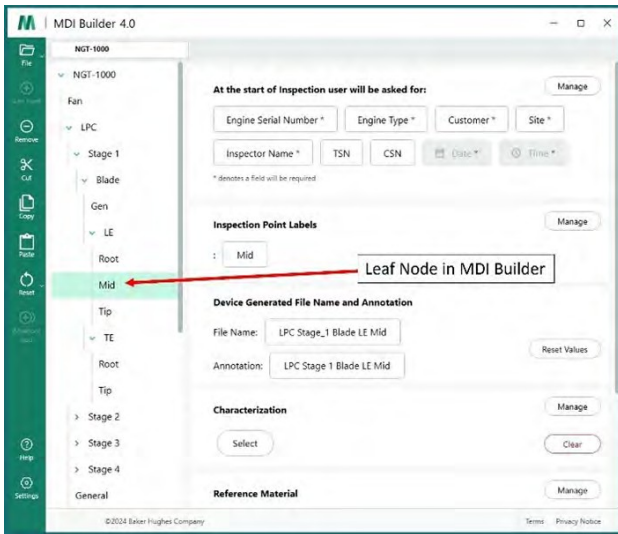 MDI Builder 4.0
File
NGT-1000
Remove
Cut
Copy
Paste
Reset
Help
Settings
NGT-1000
Fan
LPC
Stage 1
Blade
Gen
LE
Root
Mid
Tip
TE
Root
Tip
Stage 2
Stage 3
Stage 4
General
At the start of Inspection user will be asked for:
Manage
Engine Serial Number * Engine Type * Customer * Site *
Inspector Name * TSN CSN Date * Time *
* denotes a field will be required
Inspection Point Labels
Manage
: Mid
Leaf Node in MDI Builder
Device Generated File Name and Annotation
File Name: LPC Stage_1 Blade LE Mid
Reset Values
Annotation: LPC Stage 1 Blade LE Mid
Characterization
Manage
Select
Clear
Reference Material
Manage
©2024 Baker Hughes Company
Terms Privacy Notice